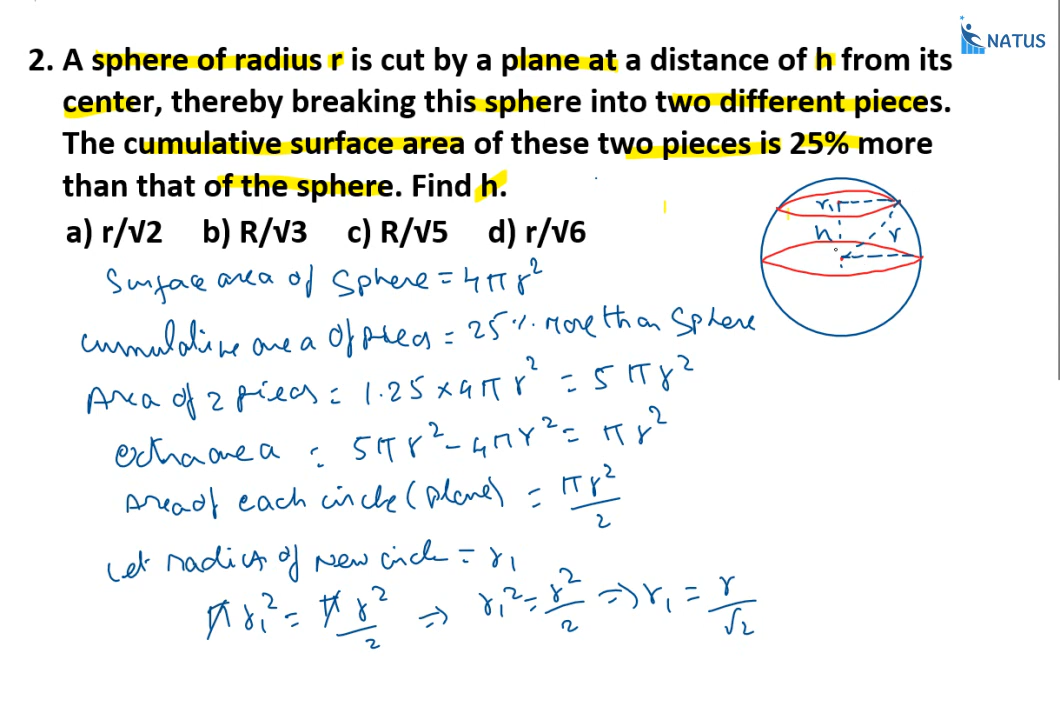 NATUS
2. A sphere of radius r is cut by a plane at a distance of h from its
center, thereby breaking this sphere into two different pieces.
The cumulative surface area of these two pieces is 25% more
than that of the sphere. Find h.
a) r/√2 b) R/√3 c) R/√5 d) r/√6
r₁
h
r
Surface area of Sphere = 4πr²
cumulative area of pieces = 25 % more than Sphere
Area of 2 pieces = 1.25 × 4πr² = 5πr²
extra area = 5πr² - 4πr² = πr²
Area of each circle (plane) = πr²/2
Let radius of New circle = r₁
πr₁² = πr²/2 ⇒ r₁² = r²/2 ⇒ r₁ = r/√2